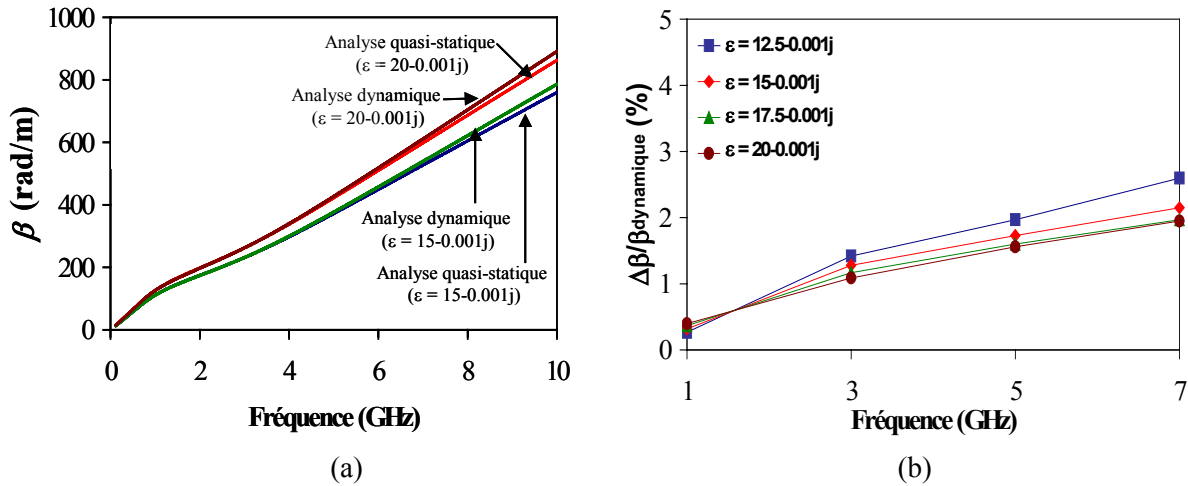 1000
800
600
400
200
0
β (rad/m)
Analyse quasi-statique
(ε = 20-0.001j)
Analyse dynamique
(ε = 20-0.001j)
Analyse dynamique
(ε = 15-0.001j)
Analyse quasi-statique
(ε = 15-0.001j)
0 2 4 6 8 10
Fréquence (GHz)
(a)
5
4
3
2
1
0
Δβ/βdynamique (%)
ε = 12.5-0.001j
ε = 15-0.001j
ε = 17.5-0.001j
ε = 20-0.001j
1 3 5 7
Fréquence (GHz)
(b)